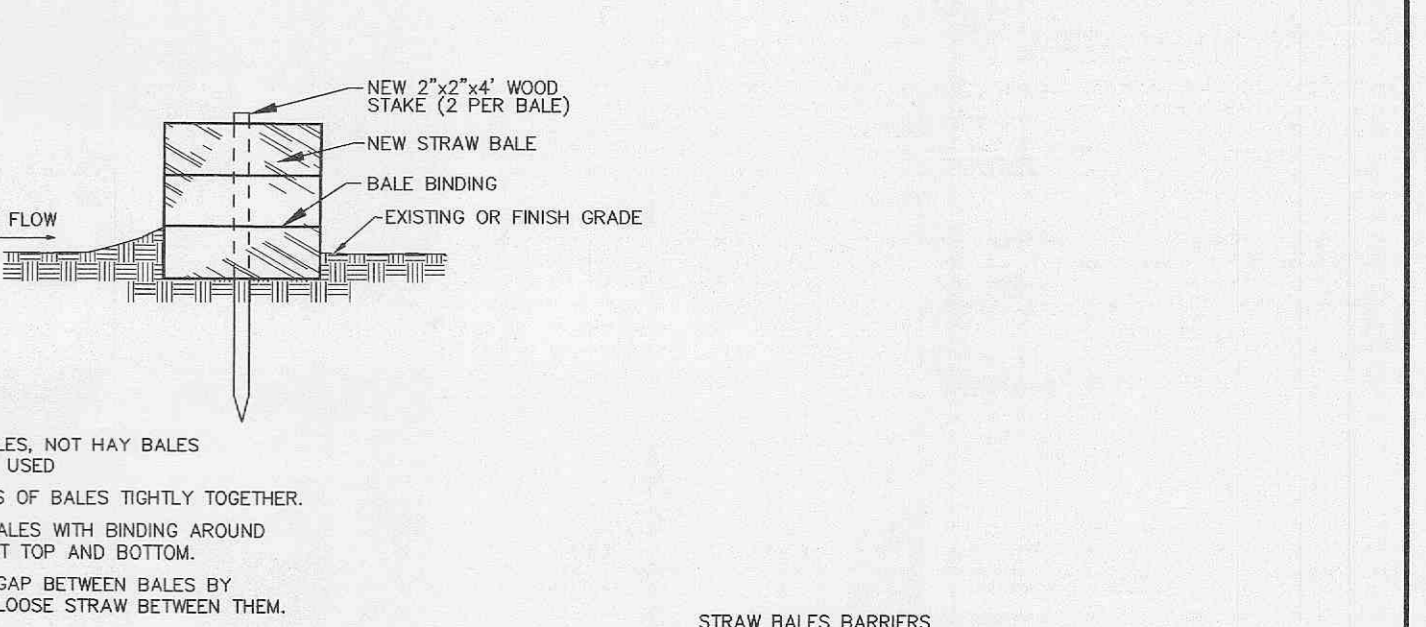 NEW 2"x2"x4' WOOD
STAKE (2 PER BALE)
NEW STRAW BALE
BALE BINDING
FLOW
EXISTING OR FINISH GRADE
NOT HAY BALES
USED
OF BALES TIGHTLY TOGETHER.
WITH BINDING AROUND
TOP AND BOTTOM.
GAP BETWEEN BALES BY
LOOSE STRAW BETWEEN THEM.
STRAW BALES BARRIERS